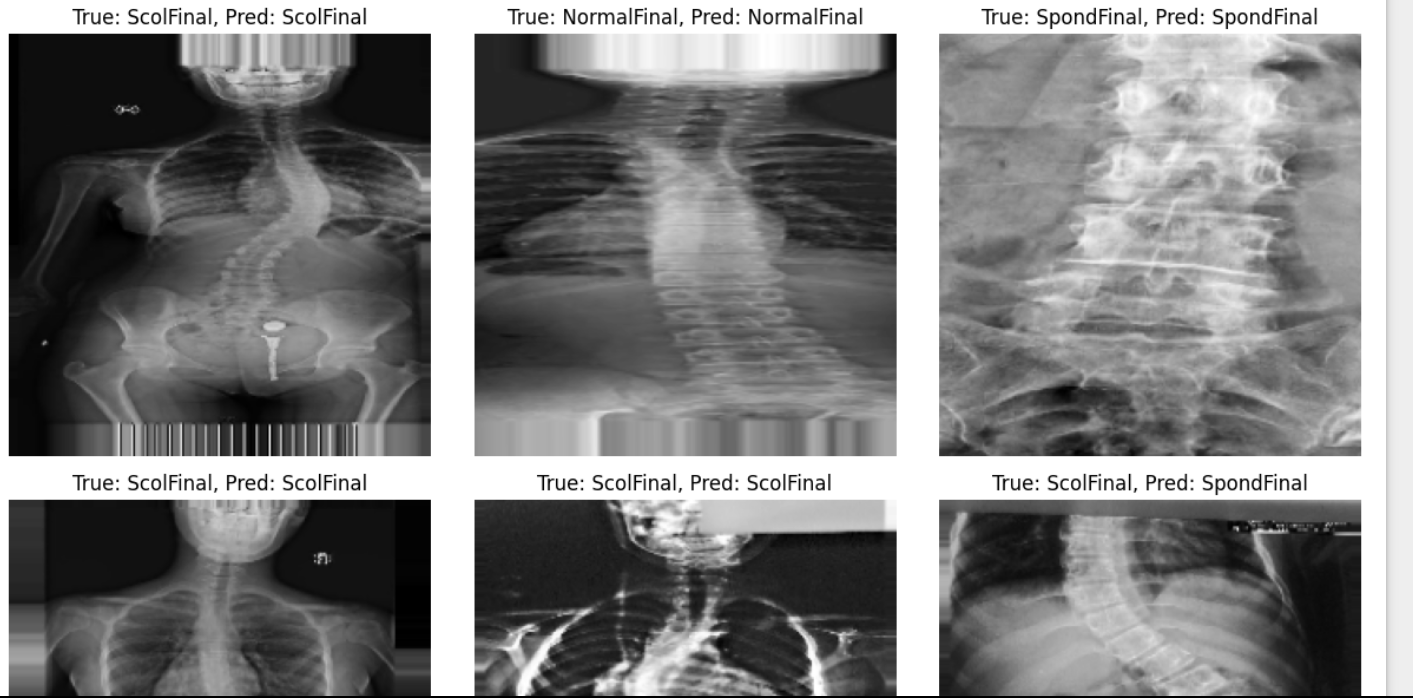 True: ScolFinal, Pred: ScolFinal
True: NormalFinal, Pred: NormalFinal
True: SpondFinal, Pred: SpondFinal
True: ScolFinal, Pred: ScolFinal
True: ScolFinal, Pred: ScolFinal
True: ScolFinal, Pred: SpondFinal